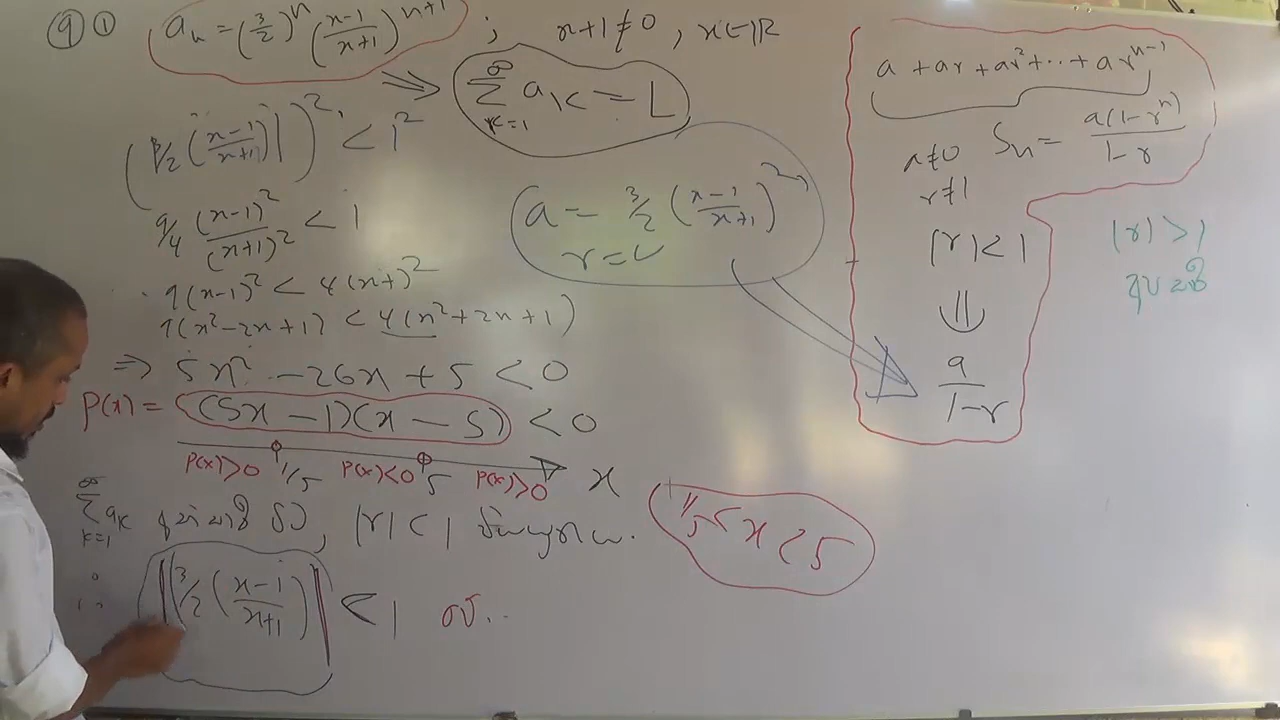 ⑨ ① aₙ = (3/2)ⁿ ((x-1)/(x+1))ⁿ⁺¹ ; x+1 ≠ 0 , x ∈ ℝ
⇒ ∑_{k=1}^{∞} a_k = L
(|3/2 ((x-1)/(x+1))|)² < 1²
9/4 (x-1)²/(x+1)² < 1
9(x-1)² < 4(x+1)²
9(x²-2x+1) < 4(x²+2x+1)
⇒ 5x² - 26x + 5 < 0
P(x) = (5x - 1)(x - 5) < 0
P(x)>0 1/5 P(x)<0 5 P(x)>0 x
∑_{k=1}^{∞} a_k , |r| < 1
∴ |3/2 ((x-1)/(x+1))| < 1
1/5 < x < 5
a = 3/2 ((x-1)/(x+1))² ,
r = ✓
a + ar + ar² + ... + arⁿ⁻¹
Sₙ = a(1-rⁿ)/(1-r)
a ≠ 0
r ≠ 1
|r| < 1
⇓
a/(1-r)
|r| > 1